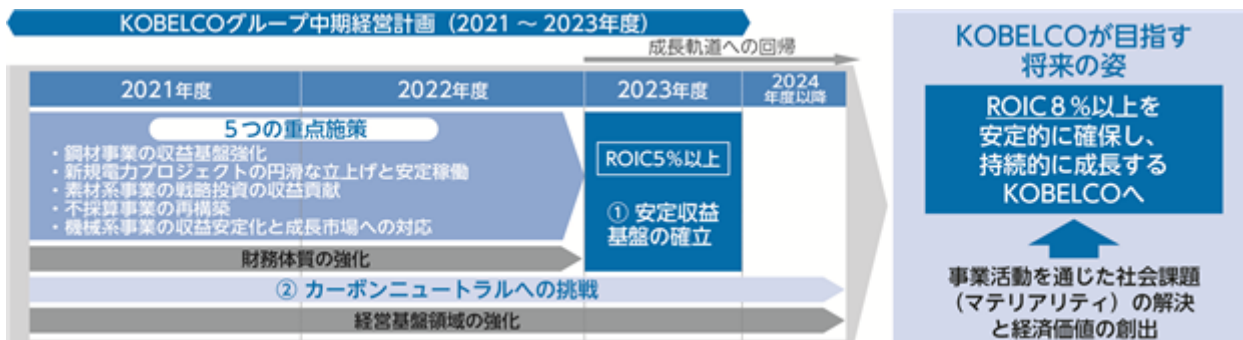 KOBELCOグループ中期経営計画（2021 ～ 2023年度）
成長軌道への回帰
2021年度
2022年度
2023年度
2024
年度以降
5つの重点施策
・鋼材事業の収益基盤強化
・新規電力プロジェクトの円滑な立上げと安定稼働
・素材系事業の戦略投資の収益貢献
・不採算事業の再構築
・機械系事業の収益安定化と成長市場への対応
ROIC5%以上
① 安定収益
基盤の確立
財務体質の強化
② カーボンニュートラルへの挑戦
経営基盤領域の強化
KOBELCOが目指す
将来の姿
ROIC８％以上を
安定的に確保し、
持続的に成長する
KOBELCOへ
事業活動を通じた社会課題
（マテリアリティ）の解決
と経済価値の創出